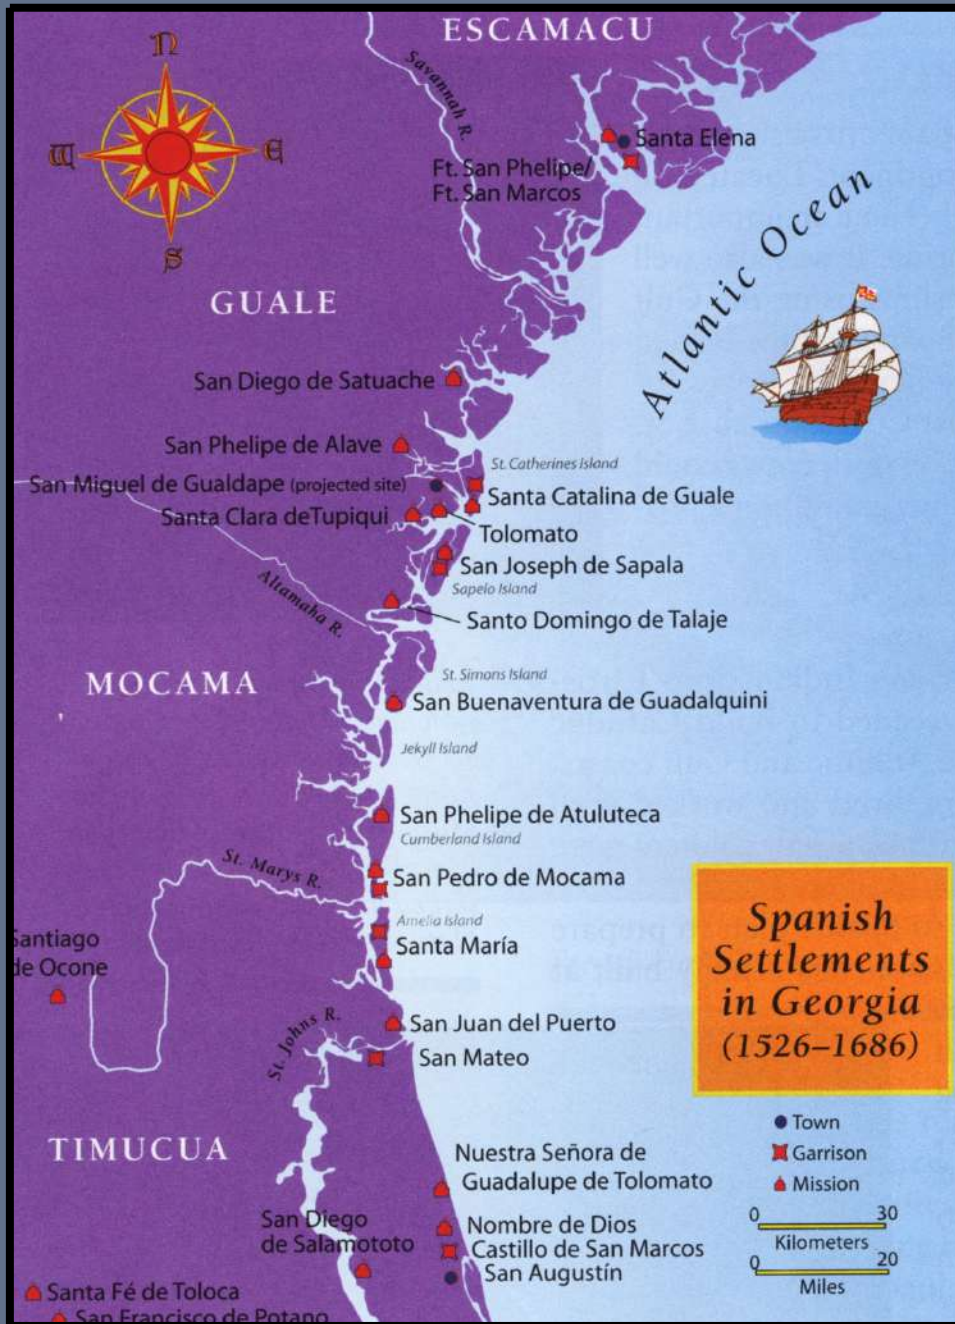 ESCAMACU
Savannah R.
N
W
E
S
Santa Elena
Ft. San Phelipe/
Ft. San Marcos
Atlantic Ocean
GUALE
San Diego de Satuache
San Phelipe de Alave
St. Catherines Island
San Miguel de Gualdape (projected site)
Santa Catalina de Guale
Santa Clara deTupiqui
Tolomato
San Joseph de Sapala
Sapelo Island
Altamaha R.
Santo Domingo de Talaje
MOCAMA
St. Simons Island
San Buenaventura de Guadalquini
Jekyll Island
San Phelipe de Atuluteca
Cumberland Island
St. Marys R.
San Pedro de Mocama
Amelia Island
Santa María
Santiago
de Ocone
Spanish
Settlements
in Georgia
(1526–1686)
St. Johns R.
San Juan del Puerto
San Mateo
TIMUCUA
Town
Garrison
Mission
Nuestra Señora de
Guadalupe de Tolomato
San Diego
de Salamototo
Nombre de Dios
Castillo de San Marcos
San Augustín
0 30
Kilometers
0 20
Miles
Santa Fé de Toloca
San Francisco de Potano